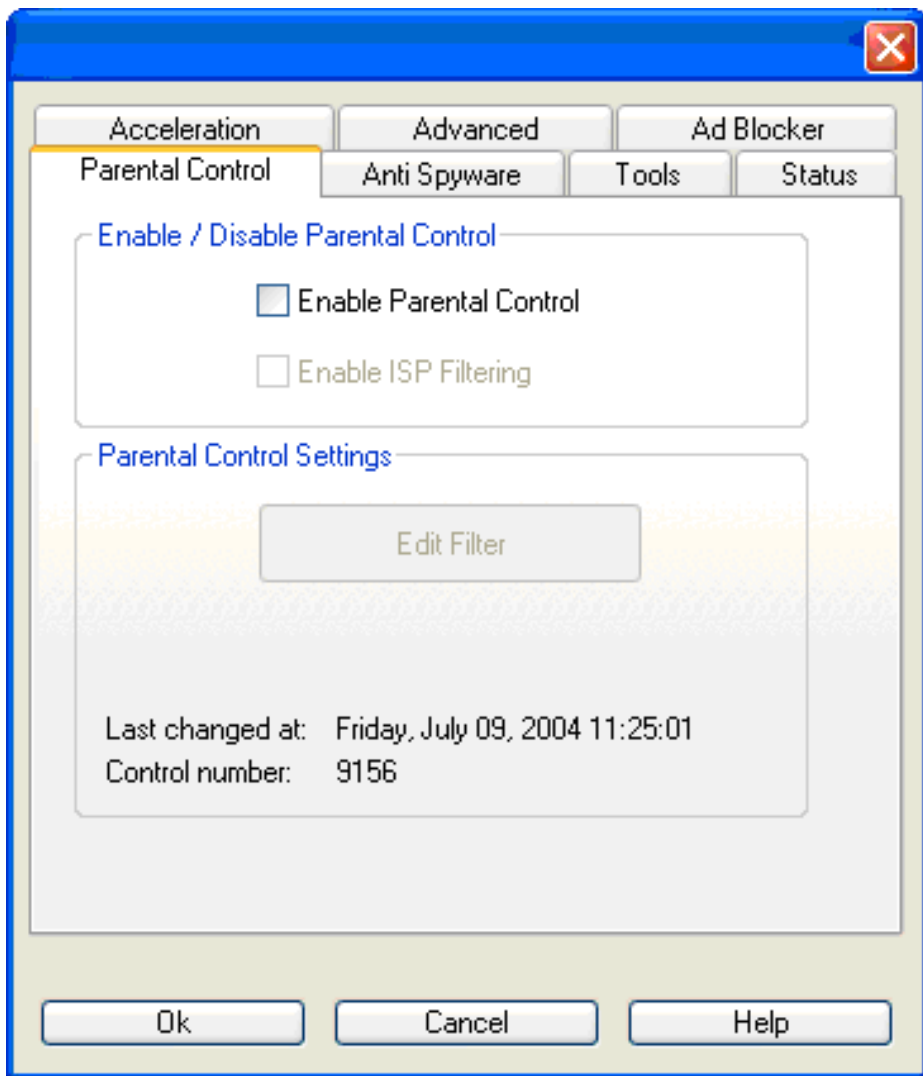 Acceleration Advanced Ad Blocker
Parental Control Anti Spyware Tools Status
Enable / Disable Parental Control
Enable Parental Control
Enable ISP Filtering
Parental Control Settings
Edit Filter
Last changed at: Friday, July 09, 2004 11:25:01
Control number: 9156
Ok Cancel Help